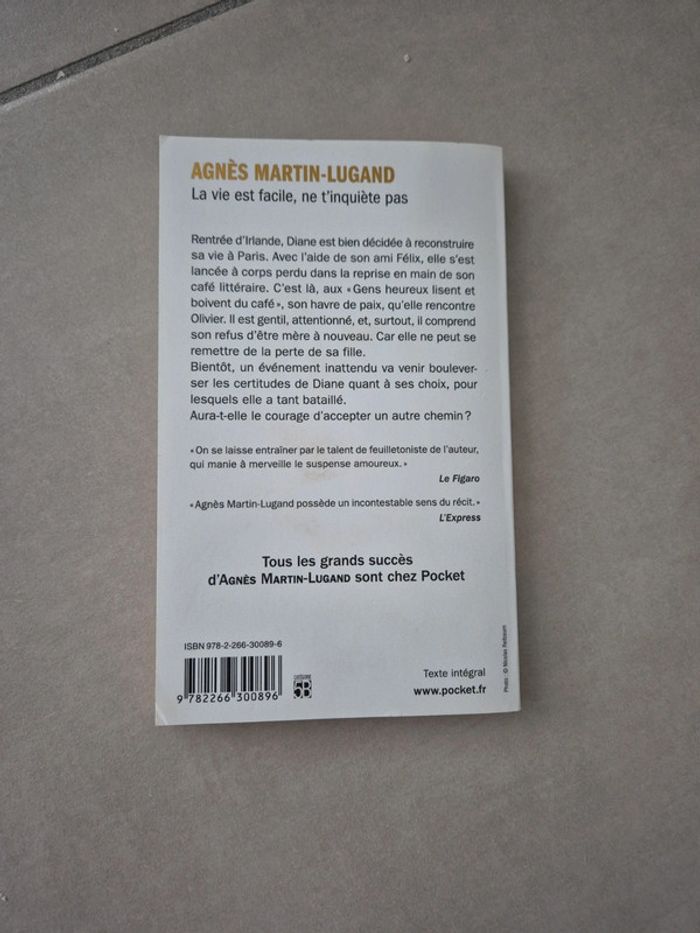 AGNÈS MARTIN-LUGAND
La vie est facile, ne t'inquiète pas
Rentrée d'Irlande, Diane est bien décidée à reconstruire
sa vie à Paris. Avec l'aide de son ami Félix, elle s'est
lancée à corps perdu dans la reprise en main de son
café littéraire. C'est là, aux «Gens heureux lisent et
boivent du café», son havre de paix, qu'elle rencontre
Olivier. Il est gentil, attentionné, et, surtout, il comprend
son refus d'être mère à nouveau. Car elle ne peut se
remettre de la perte de sa fille.
Bientôt, un événement inattendu va venir boulever-
ser les certitudes de Diane quant à ses choix, pour
lesquels elle a tant bataillé.
Aura-t-elle le courage d'accepter un autre chemin ?
«On se laisse entraîner par le talent de feuilletoniste de l'auteur,
qui manie à merveille le suspense amoureux.»
Le Figaro
«Agnès Martin-Lugand possède un incontestable sens du récit.»
L'Express
Tous les grands succès
d'AGNÈS MARTIN-LUGAND sont chez Pocket
ISBN 978-2-266-30089-6
9 782266 300896
5B
Texte intégral
www.pocket.fr
Photo : © Nicolas